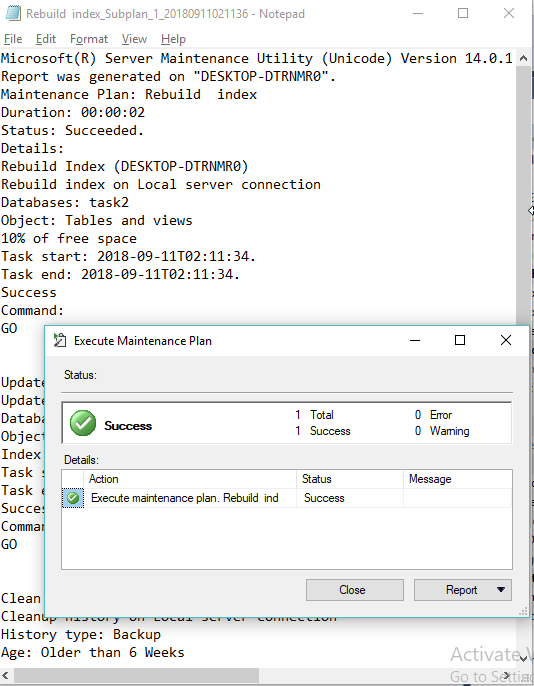 Rebuild  index_Subplan_1_20180911021136 - Notepad
File Edit Format View Help
Microsoft(R) Server Maintenance Utility (Unicode) Version 14.0.1
Report was generated on "DESKTOP-DTRNMR0".
Maintenance Plan: Rebuild  index
Duration: 00:00:02
Status: Succeeded.
Details:
Rebuild Index (DESKTOP-DTRNMR0)
Rebuild index on Local server connection
Databases: task2
Object: Tables and views
10% of free space
Task start: 2018-09-11T02:11:34.
Task end: 2018-09-11T02:11:34.
Success
Command:
GO
Execute Maintenance Plan
Status:
Success
1 Total 0 Error
1 Success 0 Warning
Details:
Action Status Message
Execute maintenance plan. Rebuild  ind Success
Close Report
Update
Update
Databa
Object
Index
Task s
Task e
Succes
Comman
GO
Clean
Cleanup history on Local server connection
History type: Backup
Age: Older than 6 Weeks
Activate W
Go to Settin